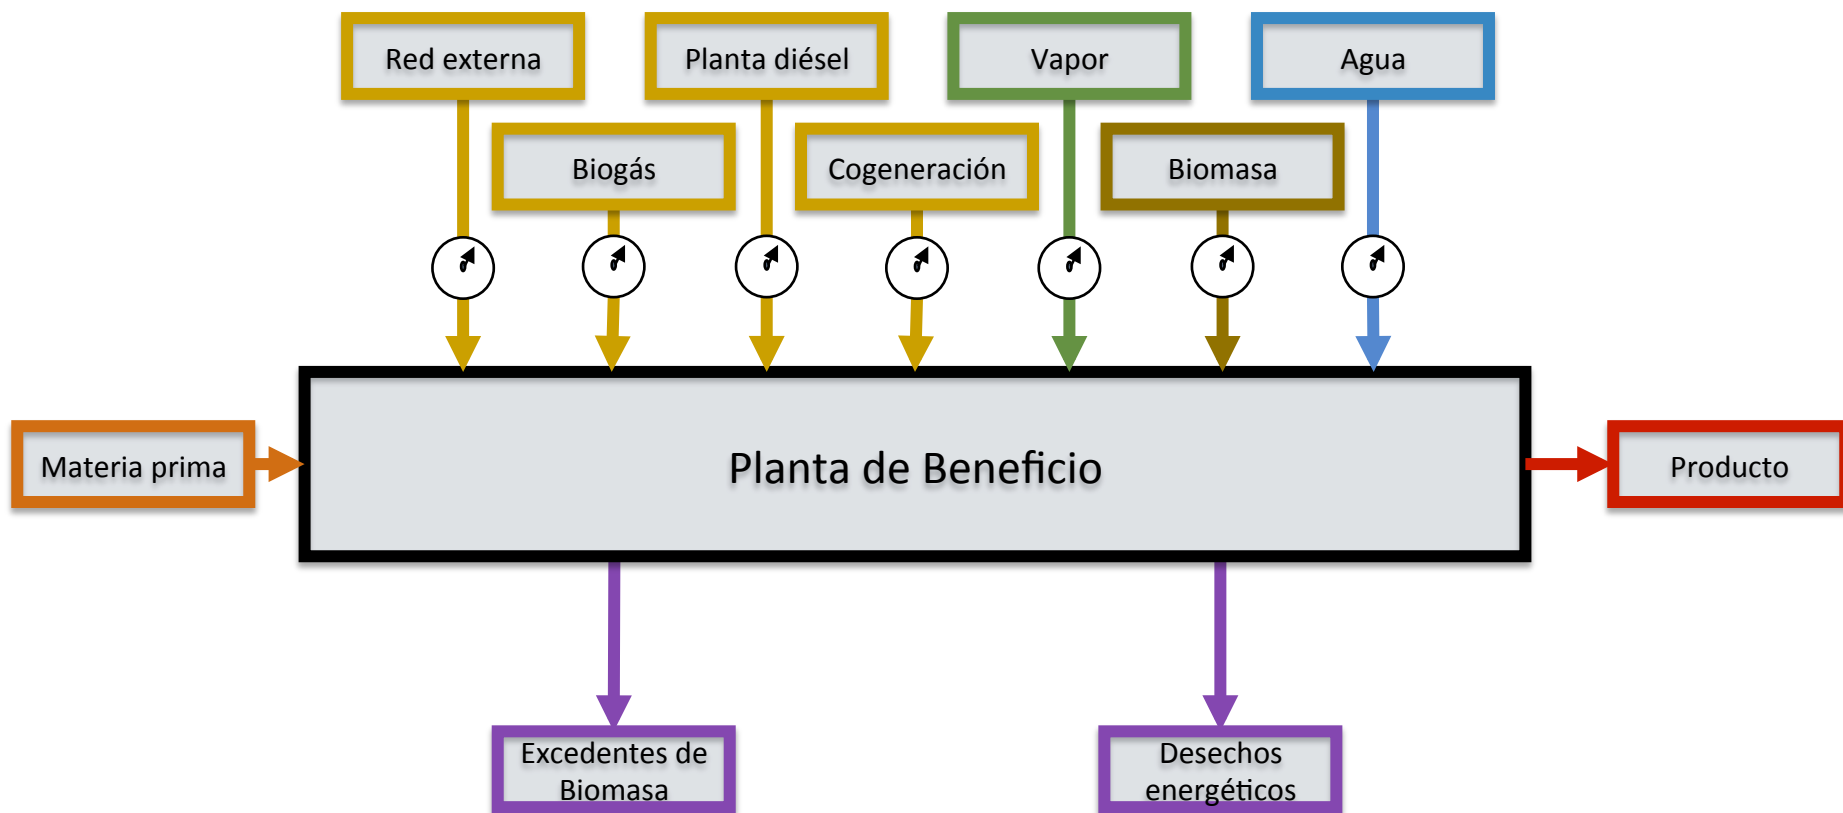 Red externa
Planta diésel
Vapor
Agua
Biogás
Cogeneración
Biomasa
Materia prima
Planta de Beneficio
Producto
Excedentes de
Biomasa
Desechos
energéticos